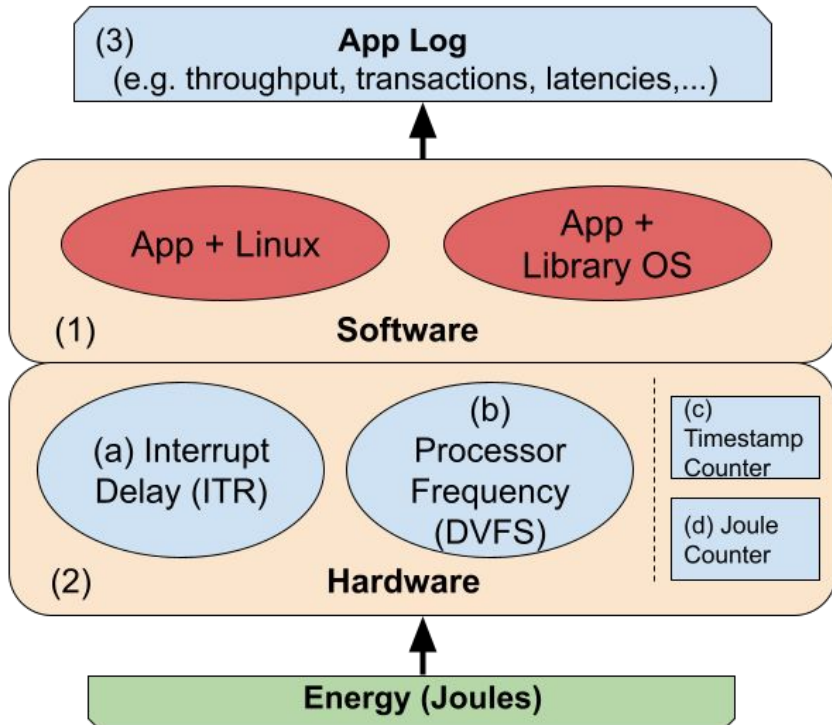 (3) App Log
(e.g. throughput, transactions, latencies,...)
App + Linux
App +
Library OS
(1) Software
(a) Interrupt
Delay (ITR)
(b)
Processor
Frequency
(DVFS)
(c)
Timestamp
Counter
(d) Joule
Counter
(2) Hardware
Energy (Joules)